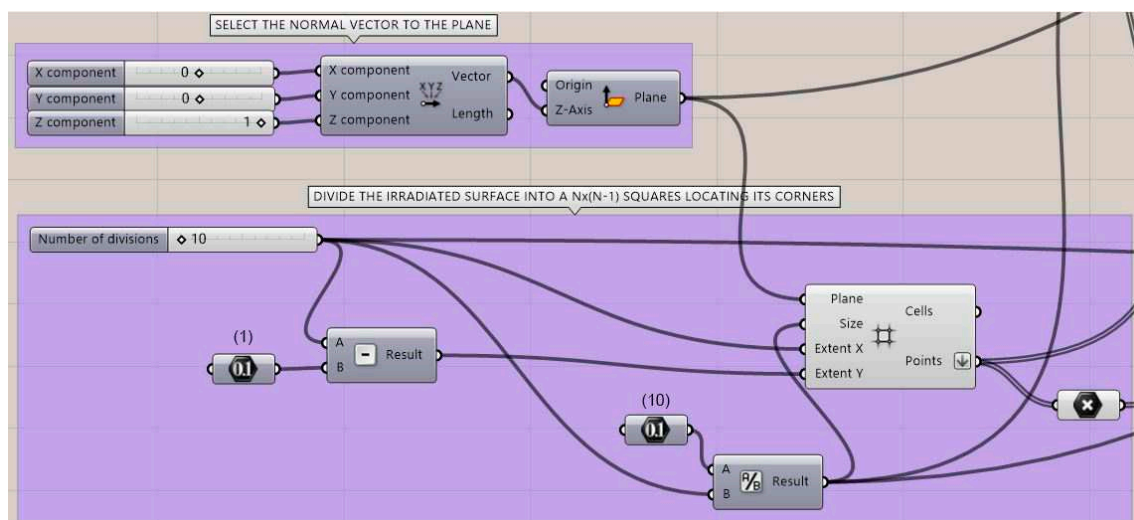 SELECT THE NORMAL VECTOR TO THE PLANE
X component 0
Y component 0
Z component 1
X component
Y component
Z component
XYZ
Vector
Length
Origin
Z-Axis
Plane
DIVIDE THE IRRADIATED SURFACE INTO A Nx(N-1) SQUARES LOCATING ITS CORNERS
Number of divisions 10
(1)
0.1
A
B
-
Result
Plane
Size
Extent X
Extent Y
Cells
Points
(10)
0.1
A
B
A/B
Result